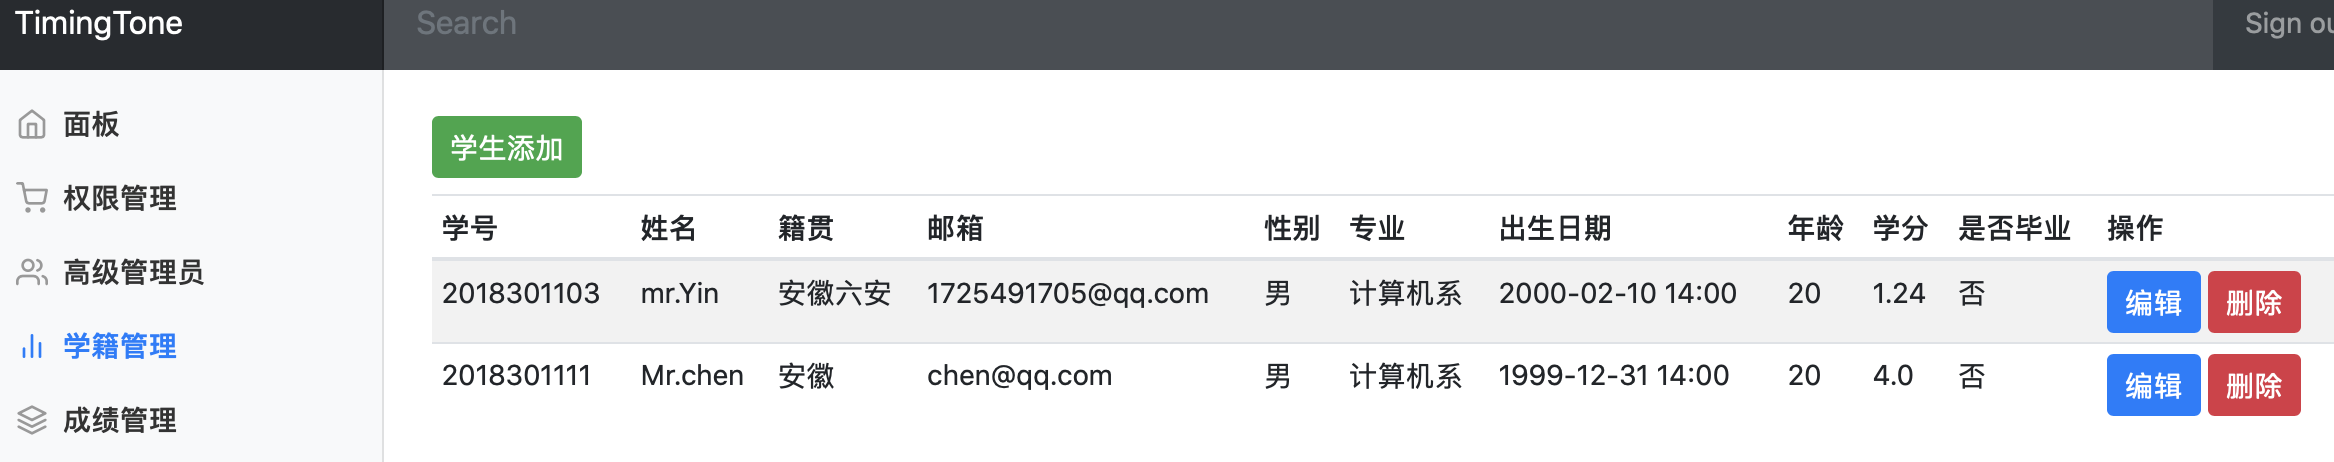 TimingTone
Search
Sign ou
面板
权限管理
高级管理员
学籍管理
成绩管理
学生添加
学号 姓名 籍贯 邮箱 性别 专业 出生日期 年龄 学分 是否毕业 操作
2018301103 mr.Yin 安徽六安 1725491705@qq.com 男 计算机系 2000-02-10 14:00 20 1.24 否 编辑 删除
2018301111 Mr.chen 安徽 chen@qq.com 男 计算机系 1999-12-31 14:00 20 4.0 否 编辑 删除